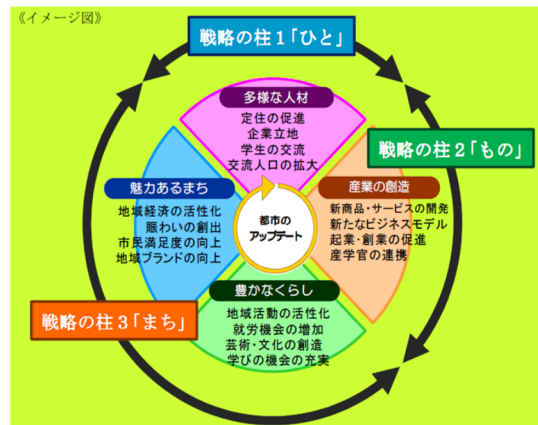 《イメージ図》
戦略の柱1「ひと」
多様な人材
定住の促進
企業立地
学生の交流
交流人口の拡大
戦略の柱2「もの」
魅力あるまち
地域経済の活性化
賑わいの創出
市民満足度の向上
地域ブランドの向上
都市の
アップデート
産業の創造
新商品・サービスの開発
新たなビジネスモデル
起業・創業の促進
産学官の連携
戦略の柱3「まち」
豊かなくらし
地域活動の活性化
就労機会の増加
芸術・文化の創造
学びの機会の充実